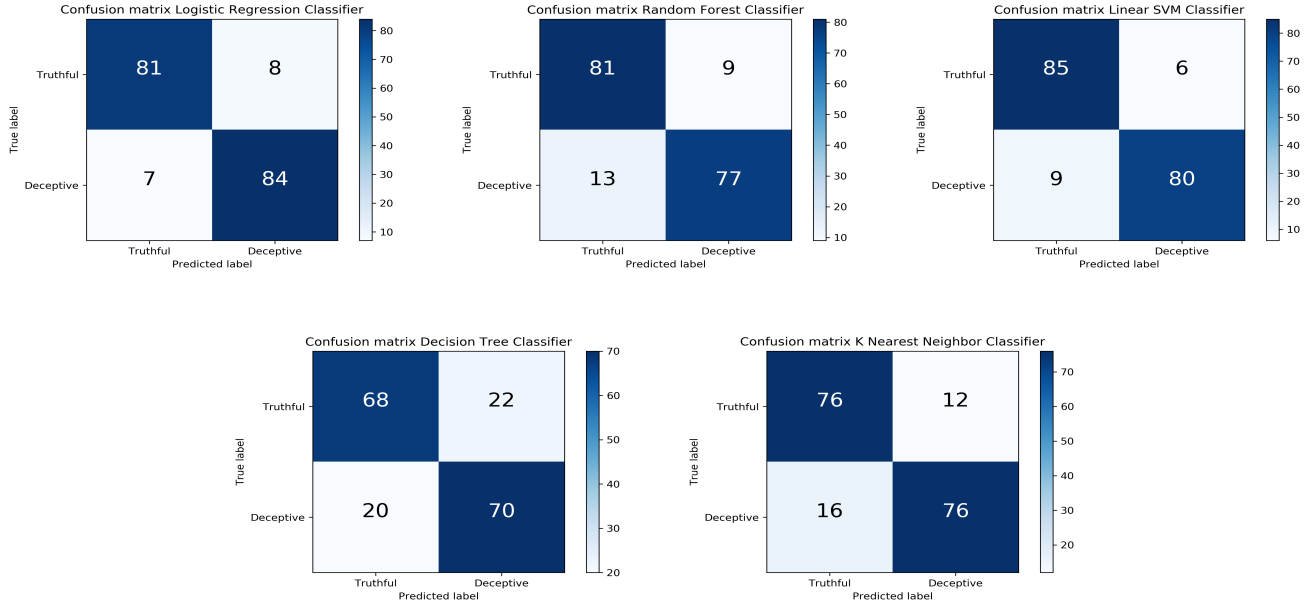 Confusion matrix Logistic Regression Classifier
True label
Truthful
81
8
Deceptive
7
84
Truthful
Deceptive
Predicted label
80
70
60
50
40
30
20
10
Confusion matrix Random Forest Classifier
True label
Truthful
81
9
Deceptive
13
77
Truthful
Deceptive
Predicted label
80
70
60
50
40
30
20
10
Confusion matrix Linear SVM Classifier
True label
Truthful
85
6
Deceptive
9
80
Truthful
Deceptive
Predicted label
80
70
60
50
40
30
20
10
Confusion matrix Decision Tree Classifier
True label
Truthful
68
22
Deceptive
20
70
Truthful
Deceptive
Predicted label
70
60
50
40
30
20
Confusion matrix K Nearest Neighbor Classifier
True label
Truthful
76
12
Deceptive
16
76
Truthful
Deceptive
Predicted label
70
60
50
40
30
20